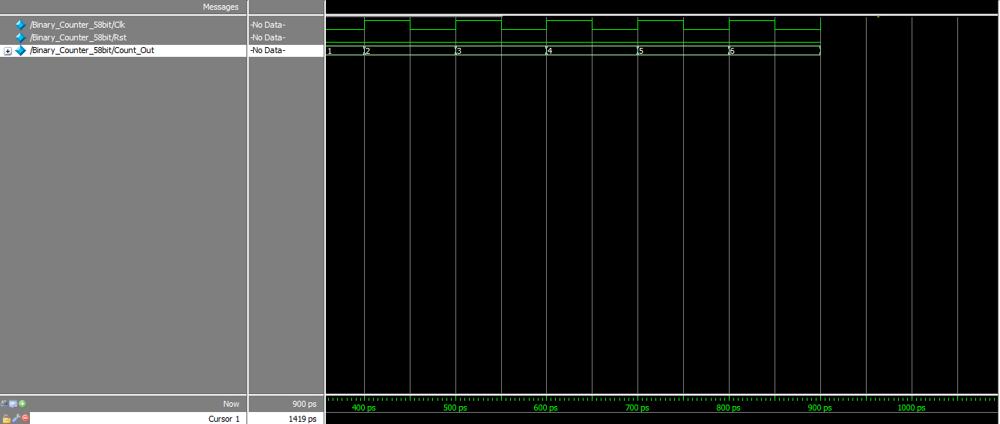 Messages
/Binary_Counter_58bit/Clk -No Data-
/Binary_Counter_58bit/Rst -No Data-
/Binary_Counter_58bit/Count_Out -No Data- 1 2 3 4 5 6
Now 900 ps 400 ps 500 ps 600 ps 700 ps 800 ps 900 ps 1000 ps
Cursor 1 1419 ps